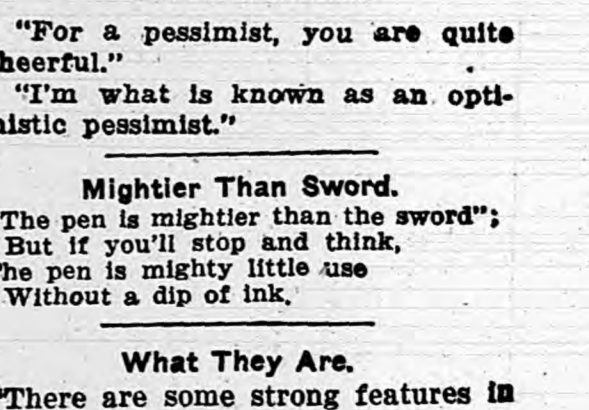 "For a pessimist, you are quite
heerful."
"I'm what is known as an opti-
nistic pessimist."
Mightier Than Sword.
The pen is mightier than the sword";
But if you'll stop and think,
The pen is mighty little use
Without a dip of ink.
What They Are.
"There are some strong features in